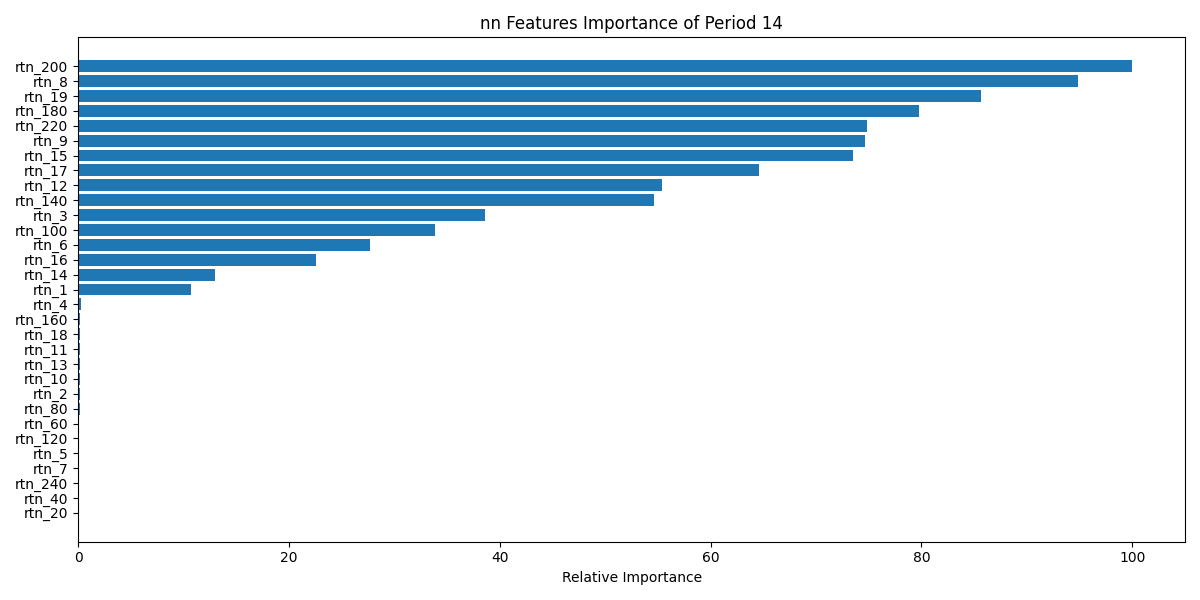 nn Features Importance of Period 14
rtn_200
rtn_8
rtn_19
rtn_180
rtn_220
rtn_9
rtn_15
rtn_17
rtn_12
rtn_140
rtn_3
rtn_100
rtn_6
rtn_16
rtn_14
rtn_1
rtn_4
rtn_160
rtn_18
rtn_11
rtn_13
rtn_10
rtn_2
rtn_80
rtn_60
rtn_120
rtn_5
rtn_7
rtn_240
rtn_40
rtn_20
0 20 40 60 80 100
Relative Importance